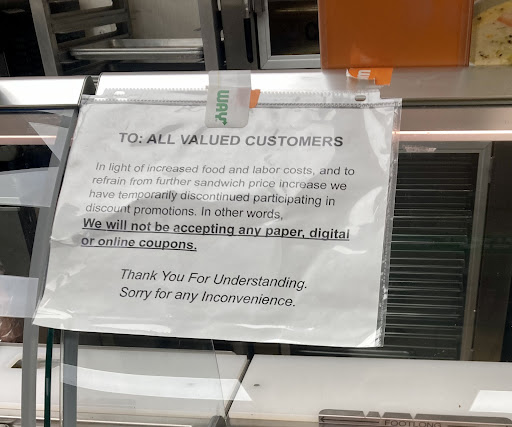 WAY
TO: ALL VALUED CUSTOMERS
In light of increased food and labor costs, and to
refrain from further sandwich price increase we
have temporarily discontinued participating in
discount promotions. In other words,
We will not be accepting any paper, digital
or online coupons.
Thank You For Understanding.
Sorry for any Inconvenience.
FOOTLONG